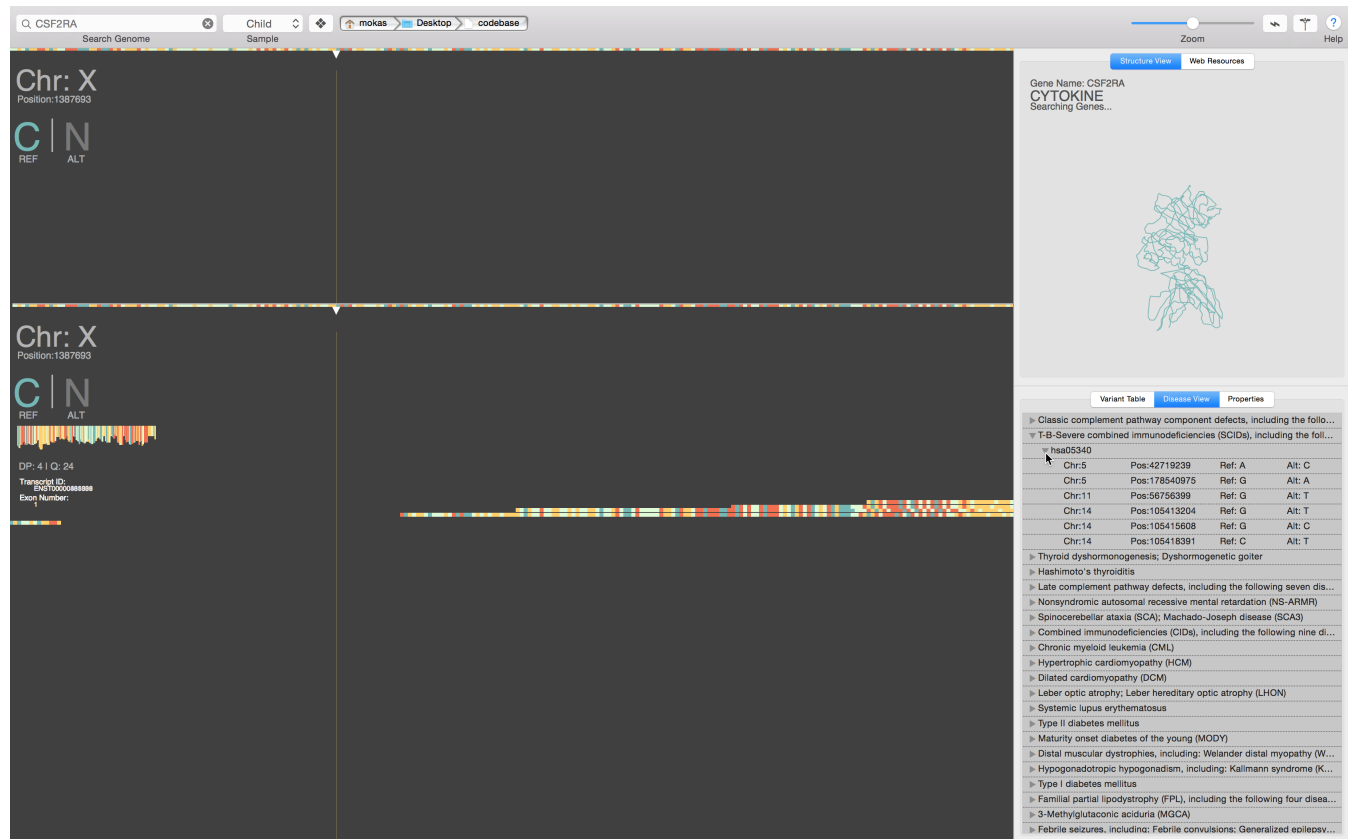 CSF2RA
Search Genome
Child
Sample
mokas
Desktop
codebase
Zoom
?
Help
Chr: X
Position:1387693
C | N
REF ALT
Chr: X
Position:1387693
C | N
REF ALT
DP: 4 I Q: 24
Transcript ID:
Exon Number:
1
Structure View Web Resources
Gene Name: CSF2RA
CYTOKINE
Searching Genes...
Variant Table Disease View Properties
Classic complement pathway component defects, including the follo...
T-B-Severe combined immunodeficiencies (SCIDs), including the foll...
hsa05340
Chr:5 Pos:42719239 Ref: A Alt: C
Chr:5 Pos:178540975 Ref: G Alt: A
Chr:11 Pos:56756399 Ref: G Alt: T
Chr:14 Pos:105413204 Ref: G Alt: T
Chr:14 Pos:105415608 Ref: G Alt: C
Chr:14 Pos:105418391 Ref: C Alt: T
Thyroid dyshormonogenesis; Dyshormogenetic goiter
Hashimoto's thyroiditis
Late complement pathway defects, including the following seven dis...
Nonsyndromic autosomal recessive mental retardation (NS-ARMR)
Spinocerebellar ataxia (SCA); Machado-Joseph disease (SCA3)
Combined immunodeficiencies (CIDs), including the following nine di...
Chronic myeloid leukemia (CML)
Hypertrophic cardiomyopathy (HCM)
Dilated cardiomyopathy (DCM)
Leber optic atrophy; Leber hereditary optic atrophy (LHON)
Systemic lupus erythematosus
Type II diabetes mellitus
Maturity onset diabetes of the young (MODY)
Distal muscular dystrophies, including: Welander distal myopathy (W...
Hypogonadotropic hypogonadism, including: Kallmann syndrome (K...
Type I diabetes mellitus
Familial partial lipodystrophy (FPL), including the following four disea...
3-Methylglutaconic aciduria (MGCA)
Febrile seizures, including: Febrile convulsions; Generalized epilepsy...